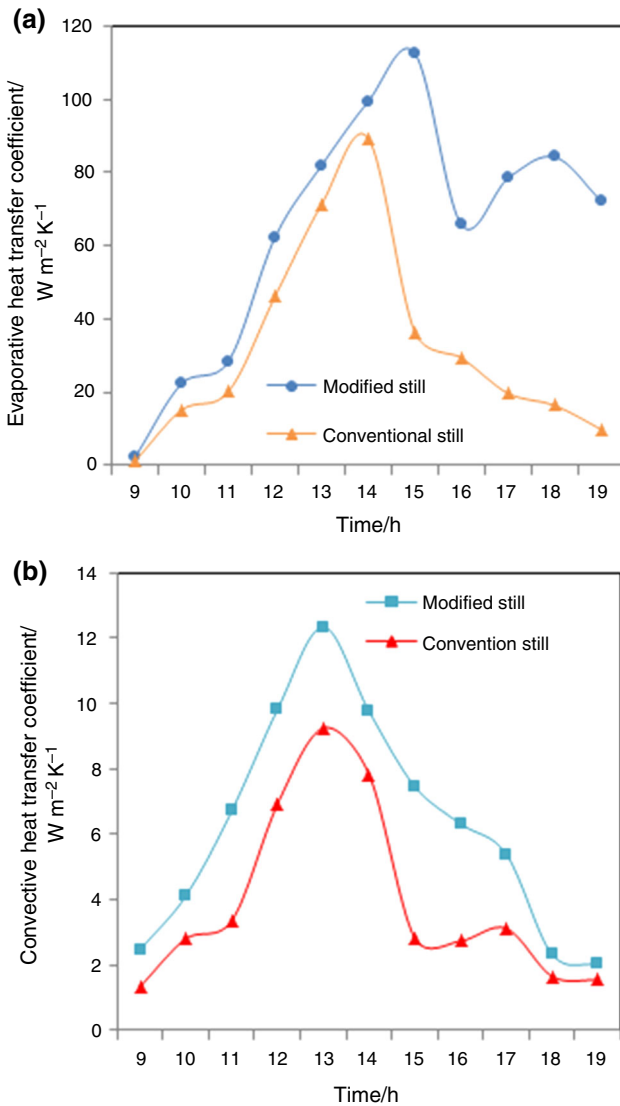 (a)
120
100
80
60
40
20
0
Evaporative heat transfer coefficient/
W m⁻² K⁻¹
Modified still
Conventional still
9 10 11 12 13 14 15 16 17 18 19
Time/h
(b)
14
12
10
8
6
4
2
0
Convective heat transfer coefficient/
W m⁻² K⁻¹
Modified still
Convention still
9 10 11 12 13 14 15 16 17 18 19
Time/h